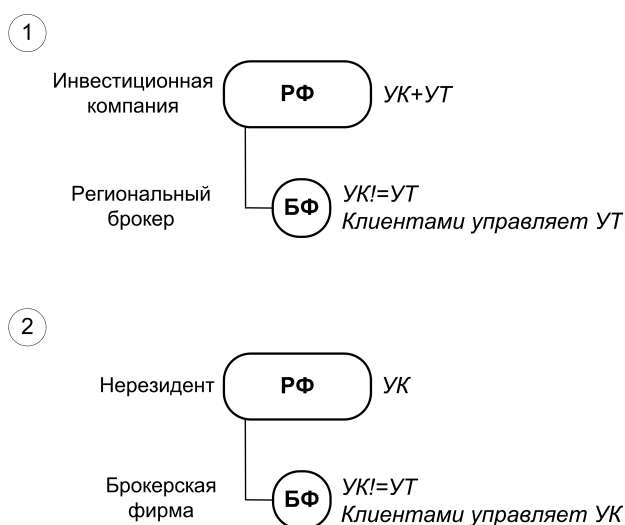 1
Инвестиционная
компания
РФ
УК+УТ
Региональный
брокер
БФ
УК!=УТ
Клиентами управляет УТ
2
Нерезидент
РФ
УК
Брокерская
фирма
БФ
УК!=УТ
Клиентами управляет УК